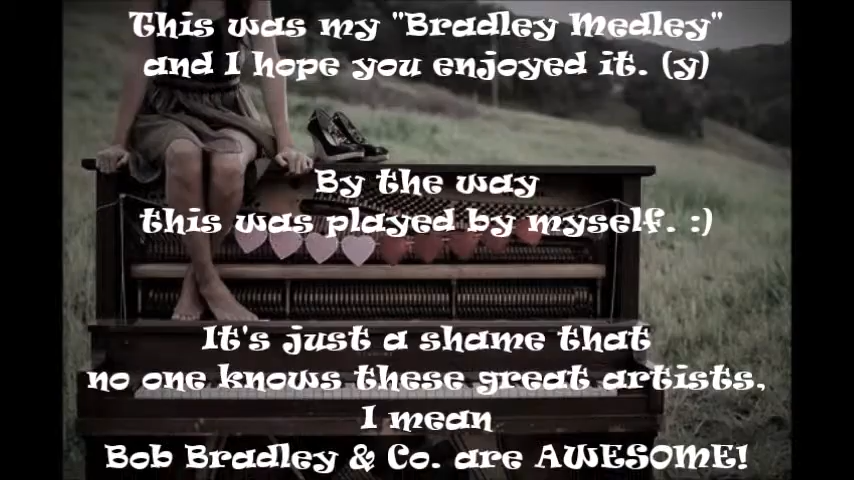 This was my "Bradley Medley"
and I hope you enjoyed it. (y)
By the way
this was played by myself. :)
It's just a shame that
no one knows these great artists,
I mean
Bob Bradley & Co. are AWESOME!